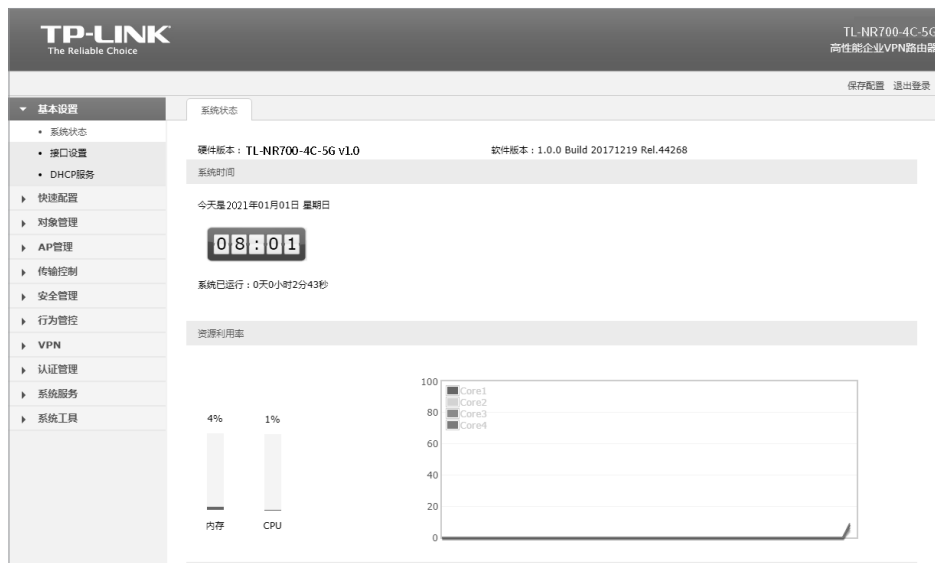 TP-LINK
The Reliable Choice
TL-NR700-4C-5G
高性能企业VPN路由器
保存配置 退出登录
基本设置
系统状态
接口设置
DHCP服务
快速配置
对象管理
AP管理
传输控制
安全管理
行为管控
VPN
认证管理
系统服务
系统工具
系统状态
硬件版本：TL-NR700-4C-5G v1.0 软件版本：1.0.0 Build 20171219 Rel.44268
系统时间
今天是2021年01月01日 星期日
08:01
系统已运行：0天0小时2分43秒
资源利用率
4% 1%
内存 CPU
100
80
60
40
20
0
Core1
Core2
Core3
Core4